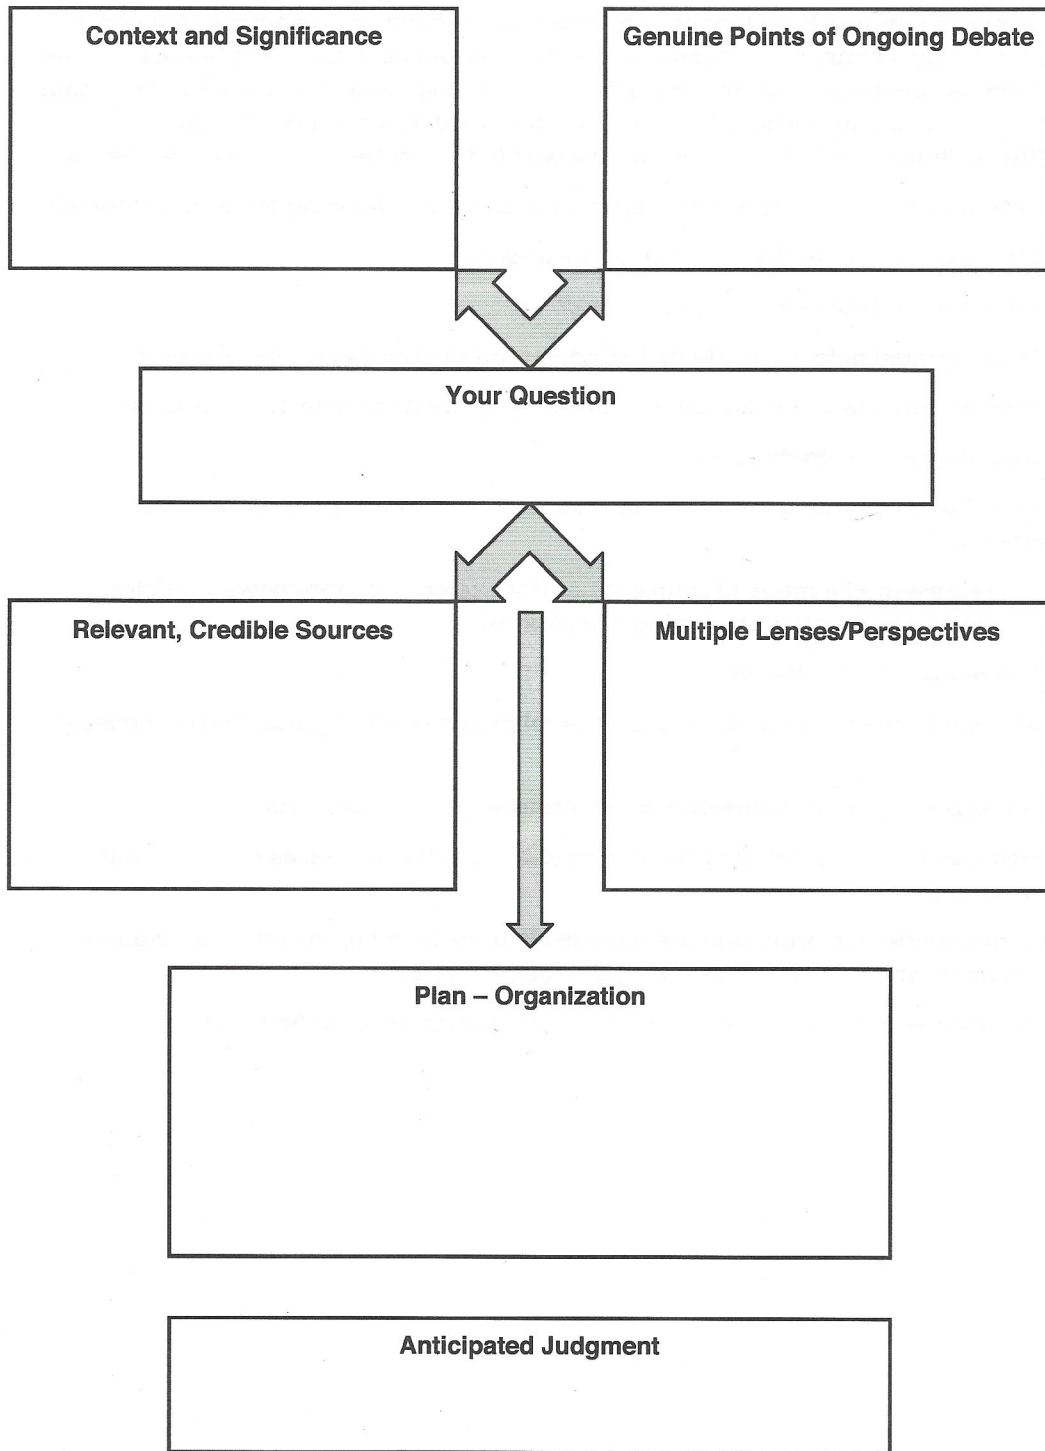 Context and Significance
Genuine Points of Ongoing Debate
Your Question
Relevant, Credible Sources
Multiple Lenses/Perspectives
Plan – Organization
Anticipated Judgment